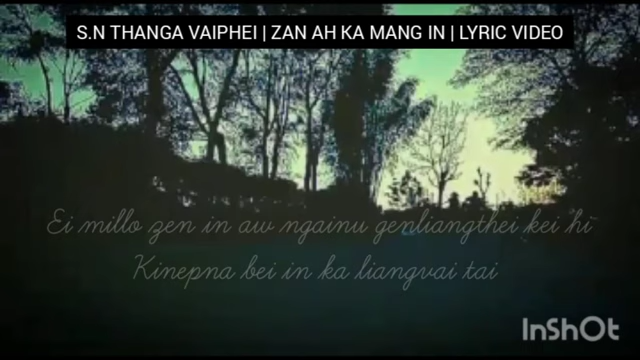 S.N THANGA VAIPHEI | ZAN AH KA MANG IN | LYRIC VIDEO
Ei millo zen in aw ngainu genliangthei kei hi
Kinepna bei in ka liangvai tai
InShOt